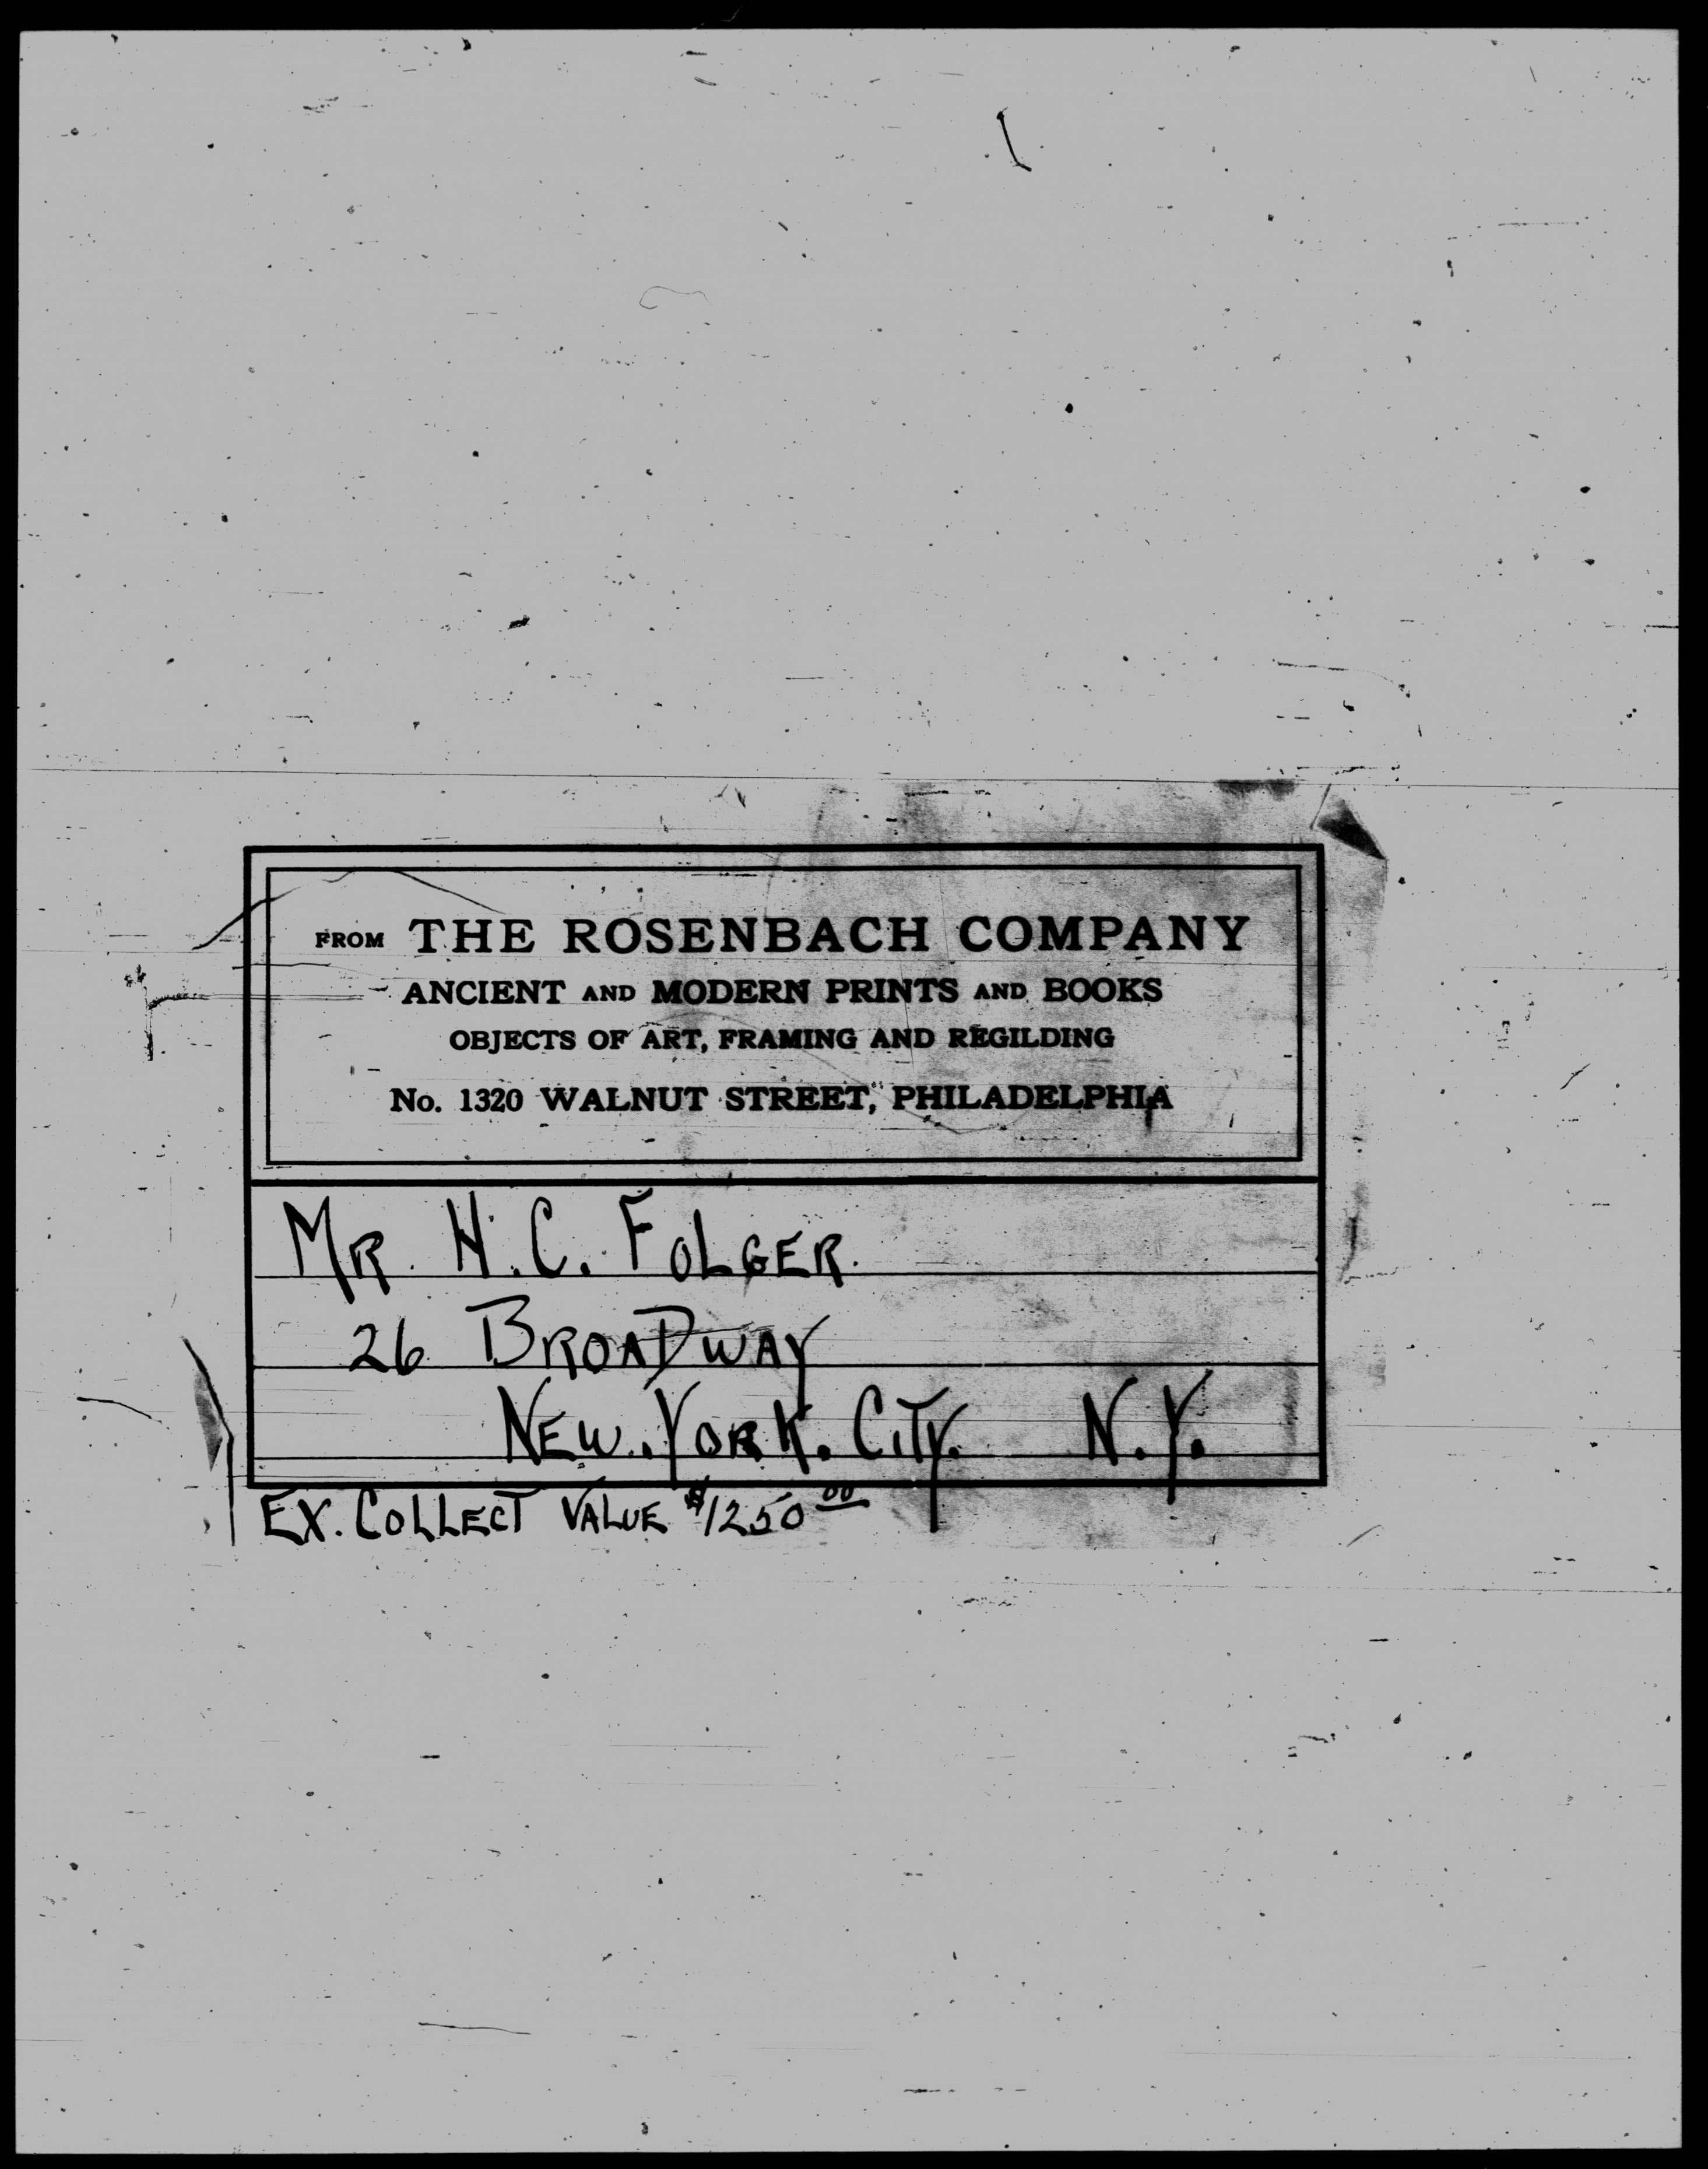 FROM THE ROSENBACH COMPANY
ANCIENT AND MODERN PRINTS AND BOOKS
OBJECTS OF ART, FRAMING AND REGILDING
No. 1320 WALNUT STREET, PHILADELPHIA
MR. H. C. FOLGER.
26 BROADWAY
NEW. YORK. CITY. N.Y.
EX. COLLECT VALUE $1250 00